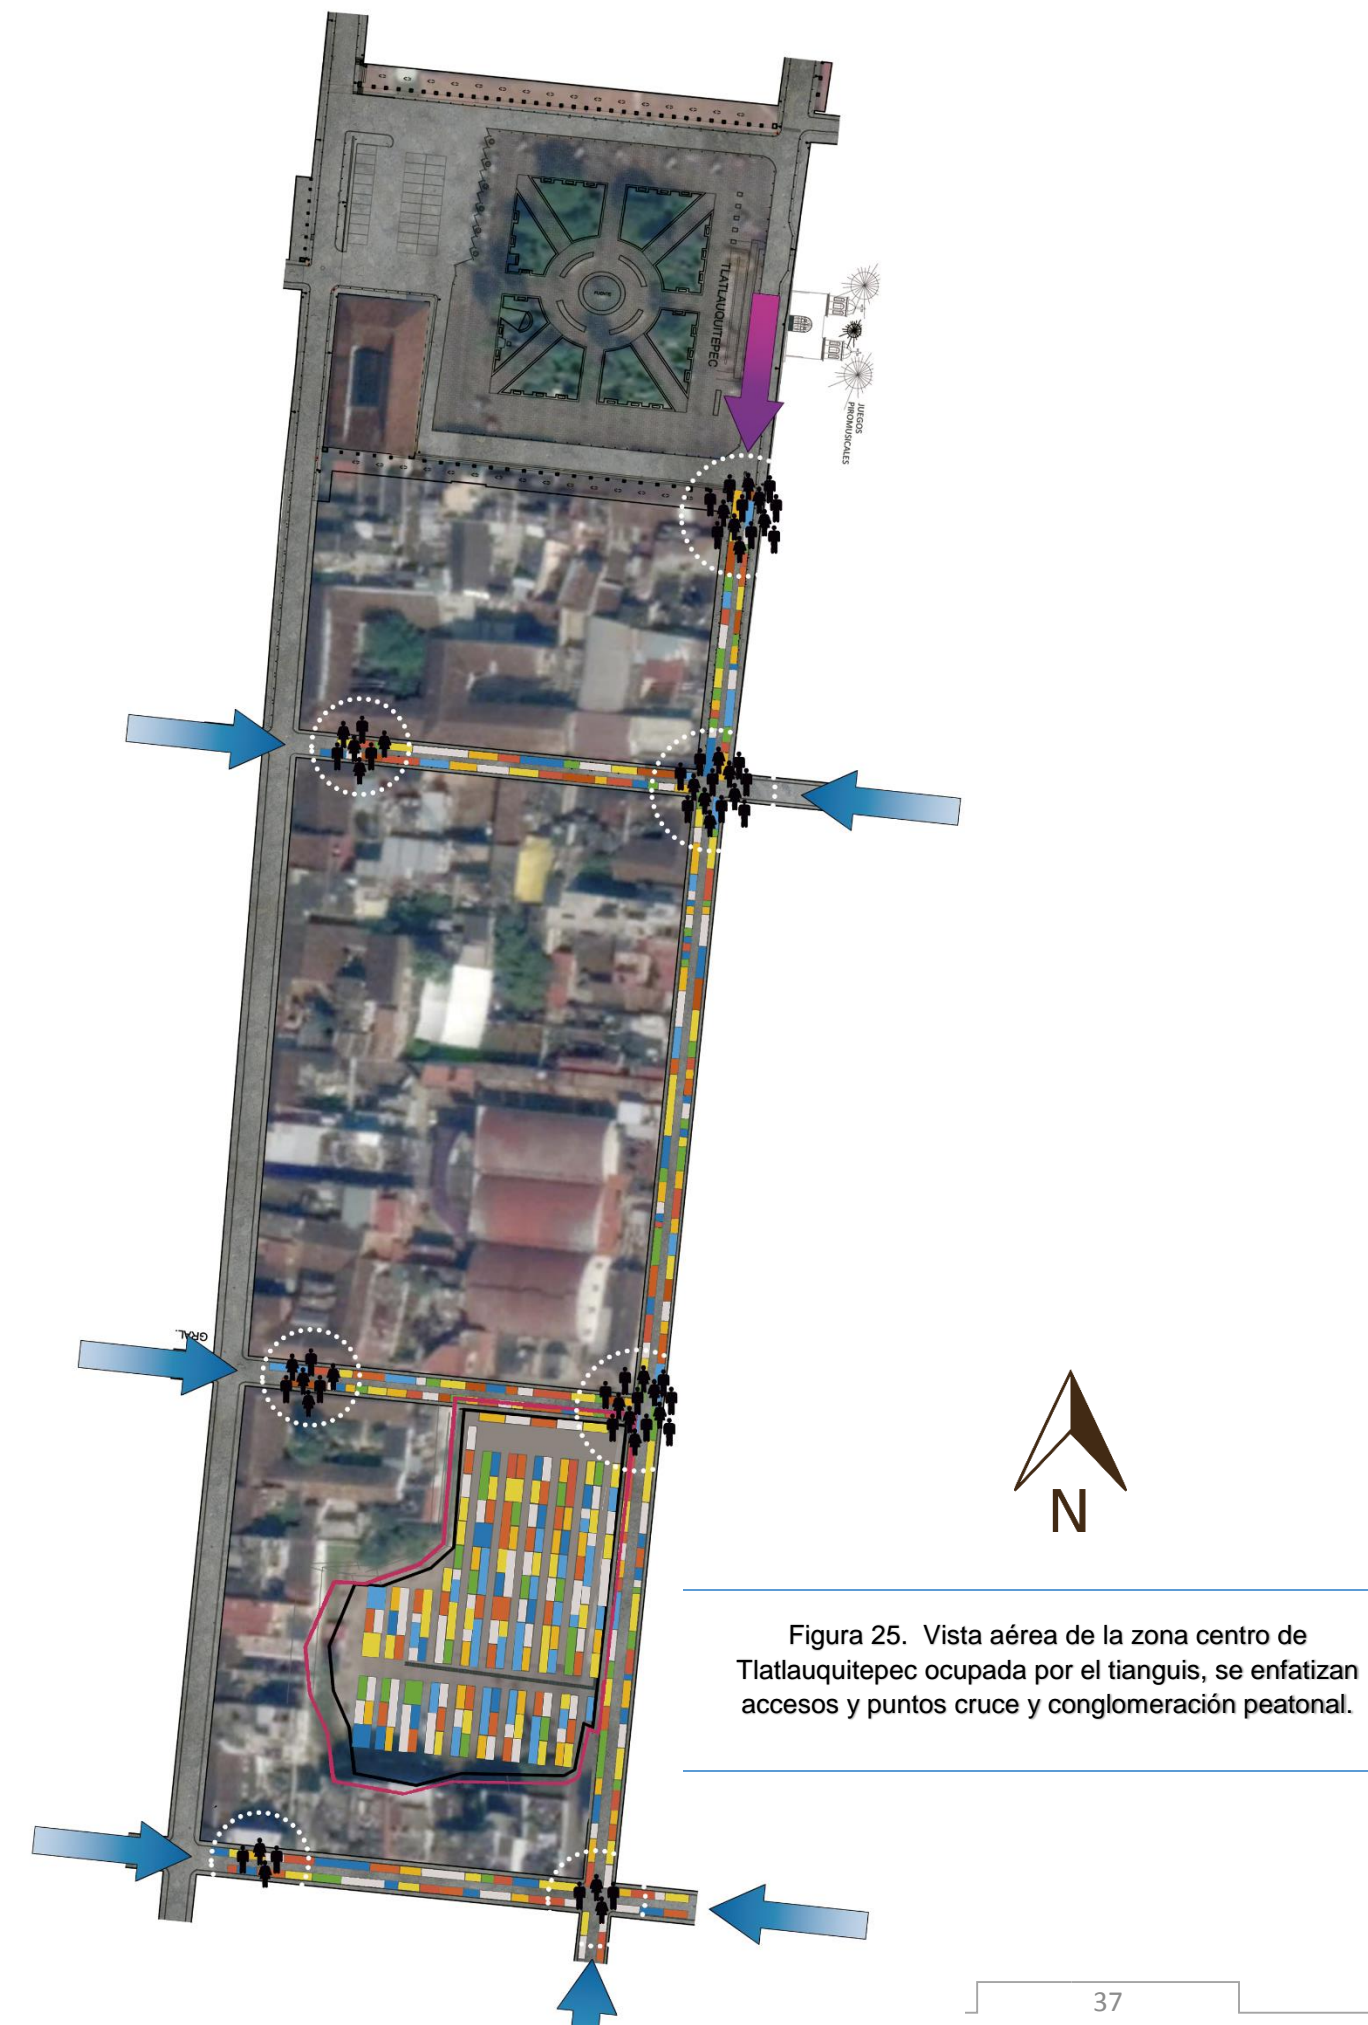 FUENTE
TLATLAUQUITEPEC
JUEGOS
PIROMUSICALES
GRAL.
N
Figura 25. Vista aérea de la zona centro de
Tlatlauquitepec ocupada por el tianguis, se enfatizan
accesos y puntos cruce y conglomeración peatonal.
37